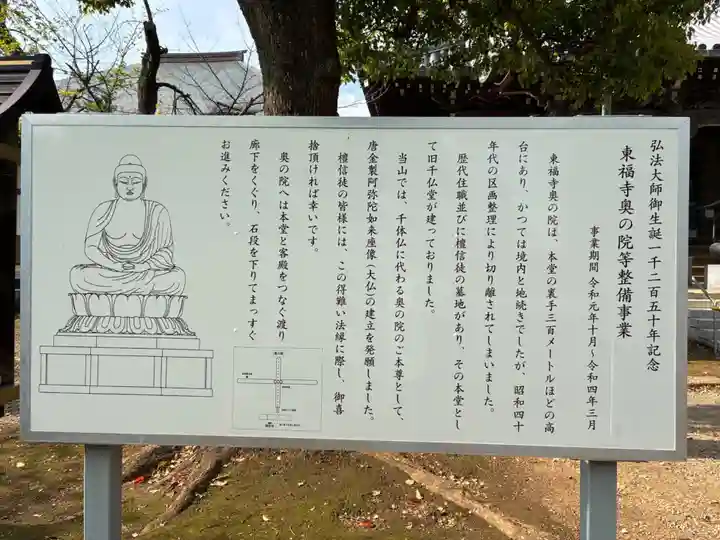 弘法大師御生誕一千二百五十年記念
東福寺奥の院等整備事業
事業期間 令和元年十月～令和四年三月
東福寺奥の院は、本堂の裏手三百メートルほどの高
台にあり、かつては境内と地続きでしたが、昭和四十
年代の区画整理により切り離されてしまいました。
歴代住職並びに檀信徒の墓地があり、その本堂とし
て旧千仏堂が建っておりました。
当山では、千体仏に代わる奥の院のご本尊として、
唐金製阿弥陀如来座像（大仏）の建立を発願しました。
檀信徒の皆様には、この得難い法縁に際し、御喜
捨頂ければ幸いです。
奥の院へは本堂と客殿をつなぐ渡り
廊下をくぐり、石段を下りてまっすぐ
お進みください。